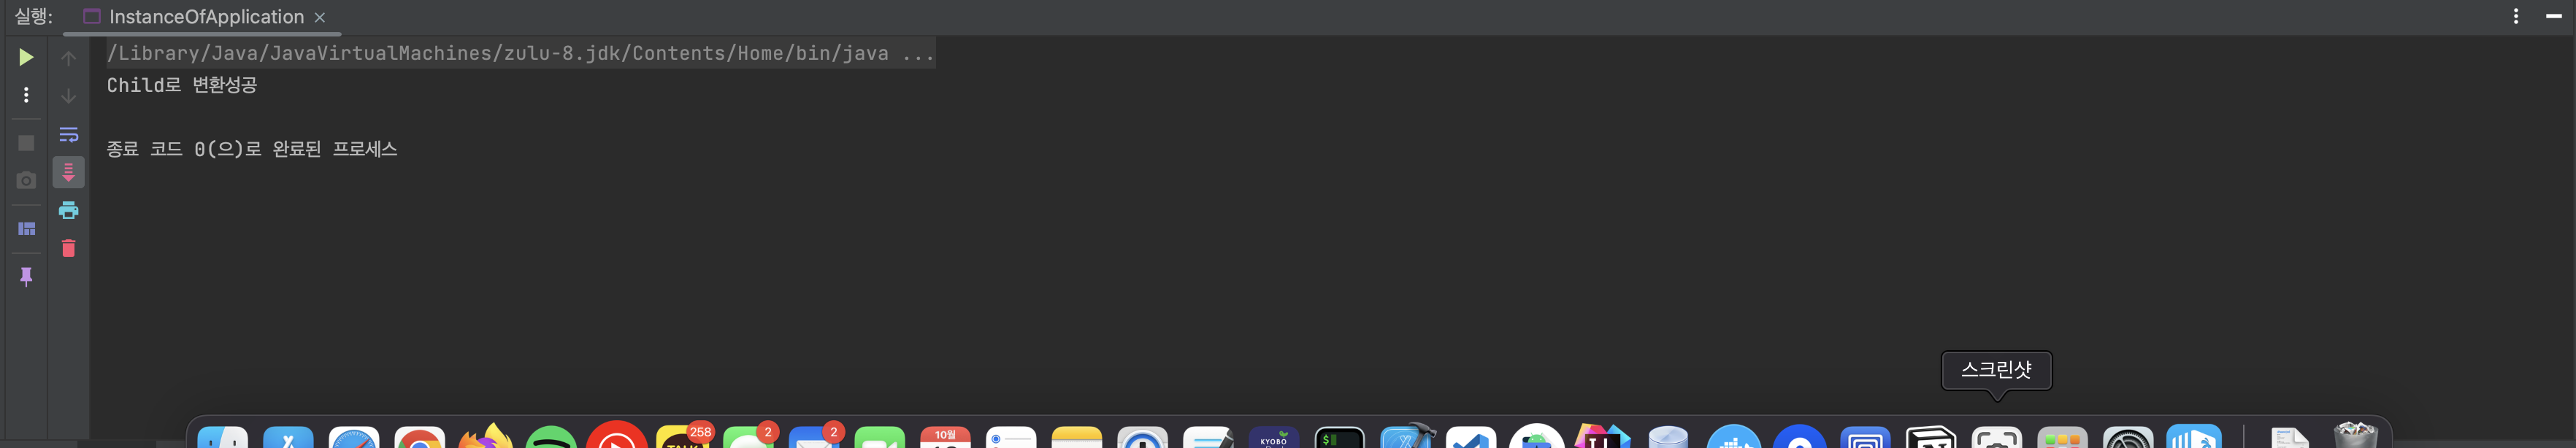 실행: InstanceOfApplication
/Library/Java/JavaVirtualMachines/zulu-8.jdk/Contents/Home/bin/java ...
Child로 변환성공
종료 코드 0(으)로 완료된 프로세스
스크린샷
258
2
2
10월
KYOBO
$